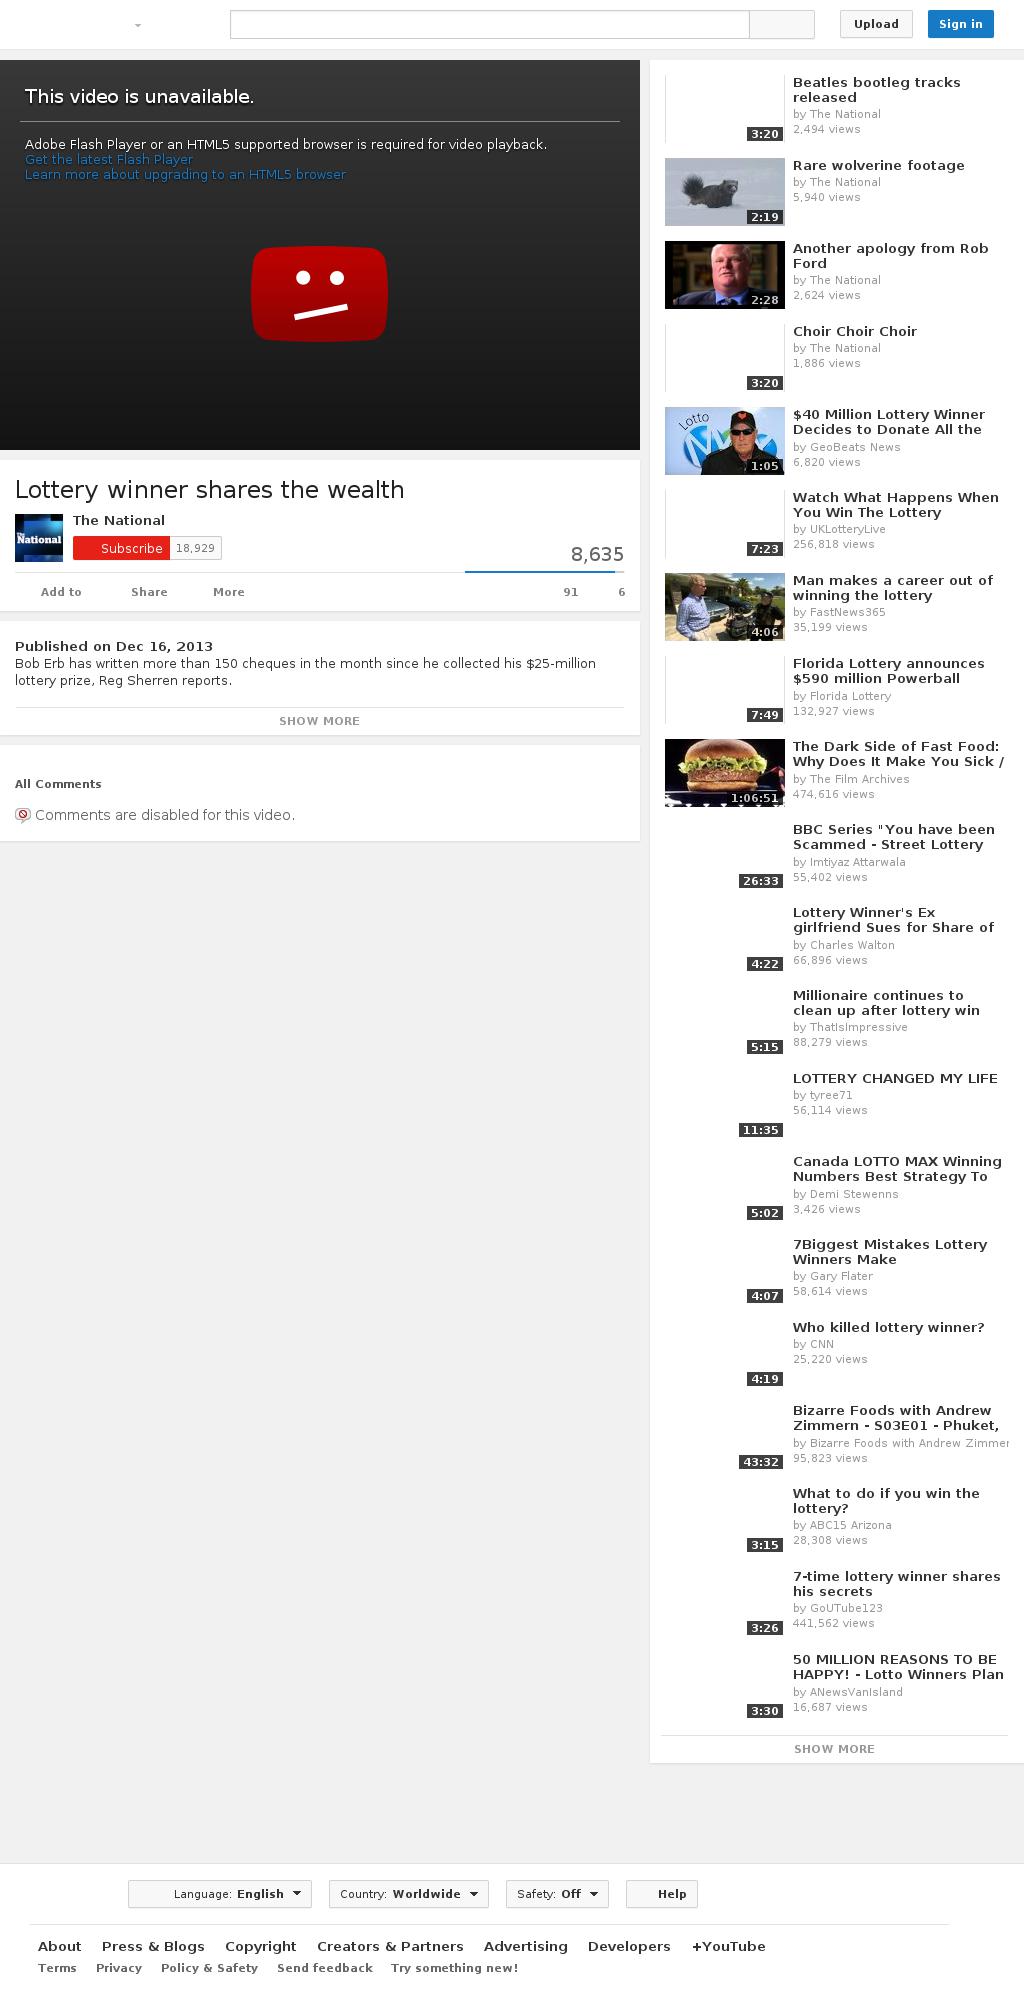 Upload
Sign in
This video is unavailable.
Adobe Flash Player or an HTML5 supported browser is required for video playback.
Get the latest Flash Player
Learn more about upgrading to an HTML5 browser
Lottery winner shares the wealth
The National
The National
Subscribe 18,929
8,635
Add to Share More 91 6
Published on Dec 16, 2013
Bob Erb has written more than 150 cheques in the month since he collected his $25-million
lottery prize, Reg Sherren reports.
SHOW MORE
All Comments
Comments are disabled for this video.
3:20
Beatles bootleg tracks
released
by The National
2,494 views
2:19
Rare wolverine footage
by The National
5,940 views
2:28
Another apology from Rob
Ford
by The National
2,624 views
3:20
Choir Choir Choir
by The National
1,886 views
Lotto
1:05
$40 Million Lottery Winner
Decides to Donate All the
by GeoBeats News
6,820 views
7:23
Watch What Happens When
You Win The Lottery
by UKLotteryLive
256,818 views
4:06
Man makes a career out of
winning the lottery
by FastNews365
35,199 views
7:49
Florida Lottery announces
$590 million Powerball
by Florida Lottery
132,927 views
1:06:51
The Dark Side of Fast Food:
Why Does It Make You Sick /
by The Film Archives
474,616 views
26:33
BBC Series "You have been
Scammed - Street Lottery
by Imtiyaz Attarwala
55,402 views
4:22
Lottery Winner's Ex
girlfriend Sues for Share of
by Charles Walton
66,896 views
5:15
Millionaire continues to
clean up after lottery win
by ThatIsImpressive
88,279 views
11:35
LOTTERY CHANGED MY LIFE
by tyree71
56,114 views
5:02
Canada LOTTO MAX Winning
Numbers Best Strategy To
by Demi Stewenns
3,426 views
4:07
7Biggest Mistakes Lottery
Winners Make
by Gary Flater
58,614 views
4:19
Who killed lottery winner?
by CNN
25,220 views
43:32
Bizarre Foods with Andrew
Zimmern - S03E01 - Phuket,
by Bizarre Foods with Andrew Zimmer
95,823 views
3:15
What to do if you win the
lottery?
by ABC15 Arizona
28,308 views
3:26
7-time lottery winner shares
his secrets
by GoUTube123
441,562 views
3:30
50 MILLION REASONS TO BE
HAPPY! - Lotto Winners Plan
by ANewsVanIsland
16,687 views
SHOW MORE
Language: English Country: Worldwide Safety: Off Help
About Press & Blogs Copyright Creators & Partners Advertising Developers +YouTube
Terms Privacy Policy & Safety Send feedback Try something new!